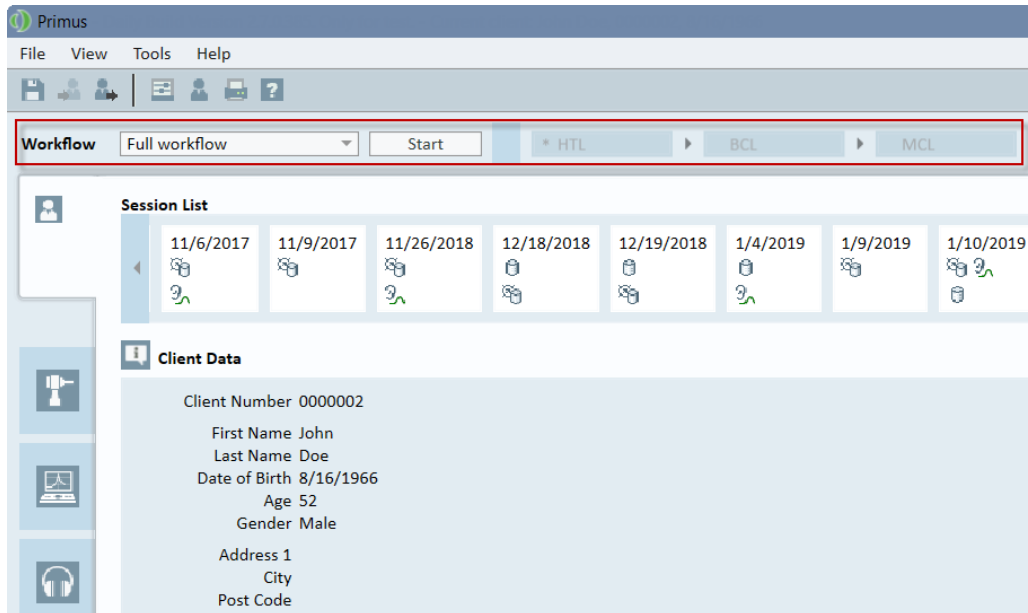 Primus
File View Tools Help
?
Workflow Full workflow Start * HTL BCL MCL
Session List
11/6/2017 11/9/2017 11/26/2018 12/18/2018 12/19/2018 1/4/2019 1/9/2019 1/10/2019
i Client Data
Client Number 0000002
First Name John
Last Name Doe
Date of Birth 8/16/1966
Age 52
Gender Male
Address 1
City
Post Code